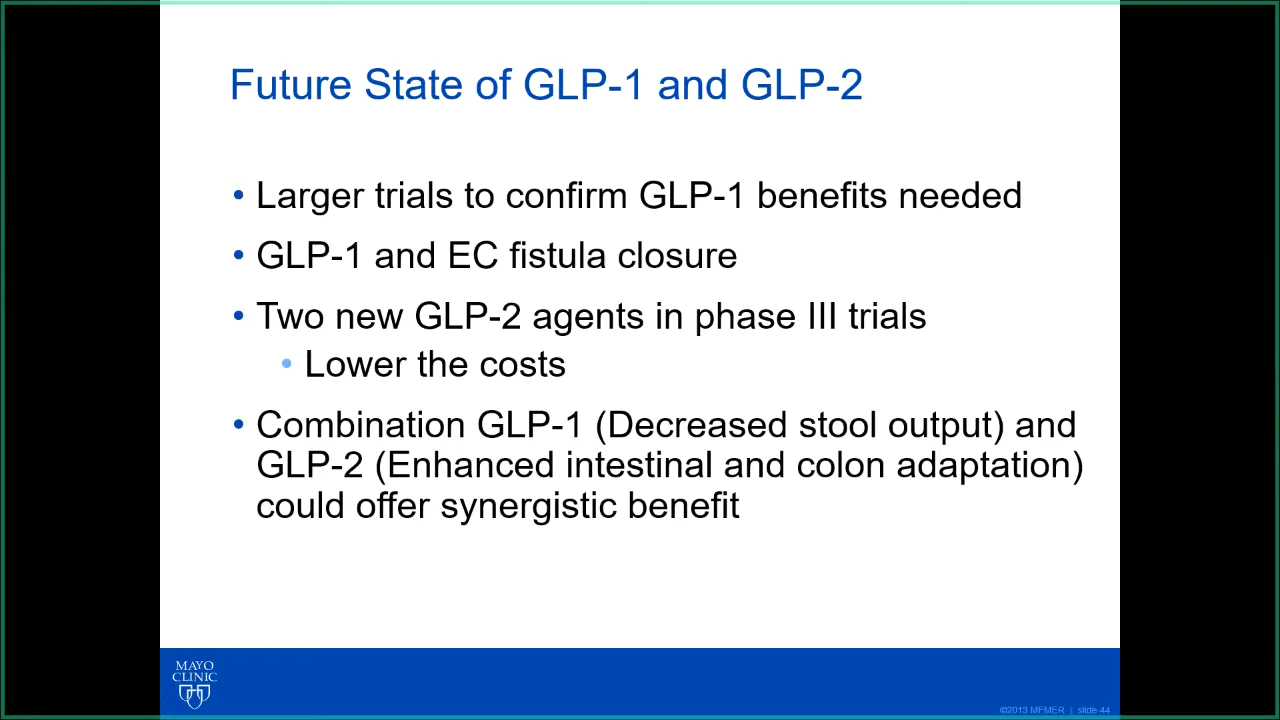 Future State of GLP-1 and GLP-2
• Larger trials to confirm GLP-1 benefits needed
• GLP-1 and EC fistula closure
• Two new GLP-2 agents in phase III trials
• Lower the costs
• Combination GLP-1 (Decreased stool output) and
GLP-2 (Enhanced intestinal and colon adaptation)
could offer synergistic benefit
MAYO
CLINIC
©2013 MFMER | slide-44